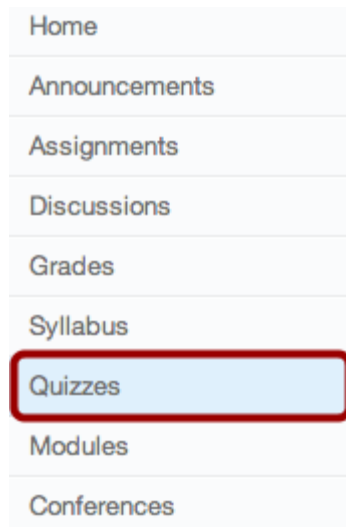 Home
Announcements
Assignments
Discussions
Grades
Syllabus
Quizzes
Modules
Conferences